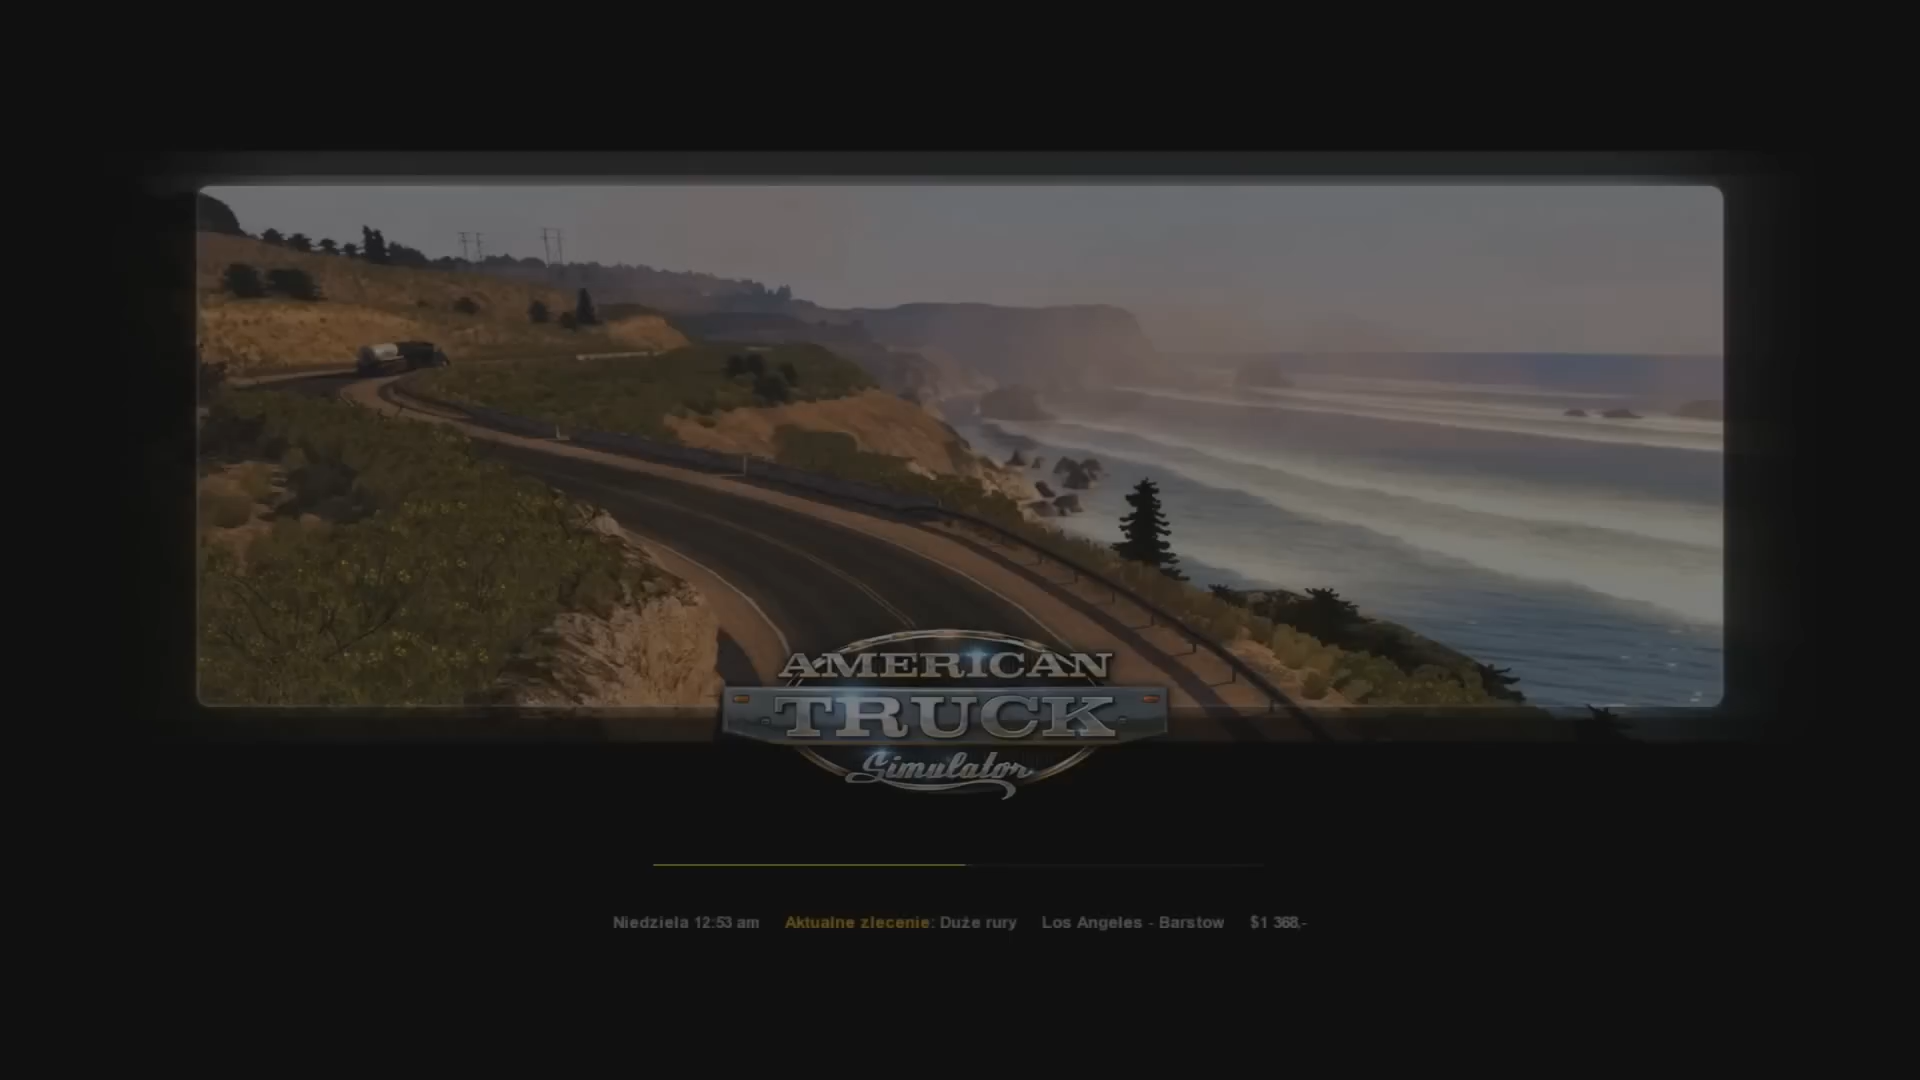 AMERICAN
TRUCK
Simulator
Niedziela 12:53 am Aktualne zlecenie: Duże rury Los Angeles - Barstow $1 368,-